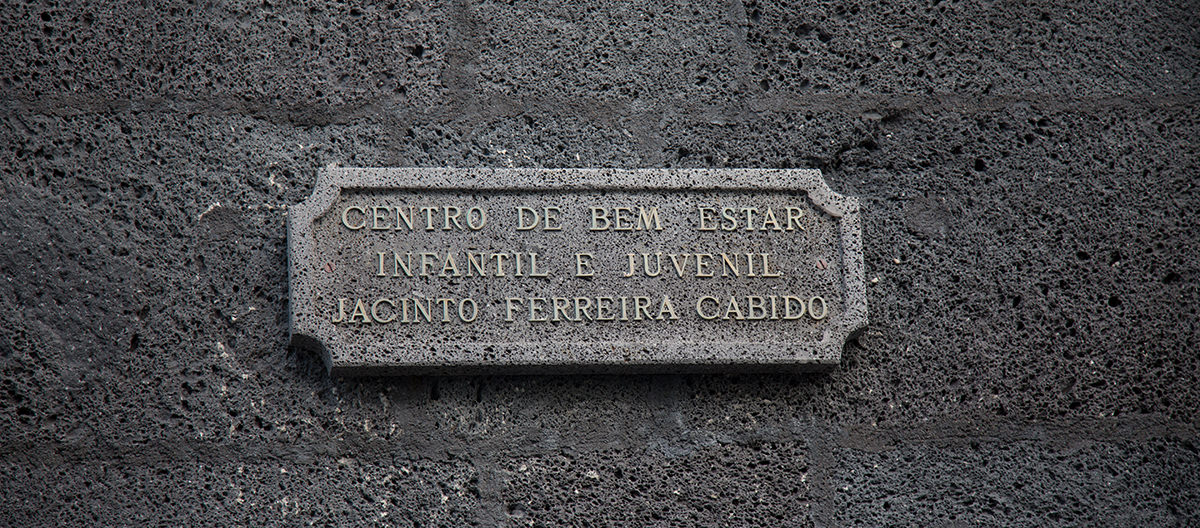 CENTRO DE BEM ESTAR
INFANTIL E JUVENIL
JACINTO FERREIRA CABIDO